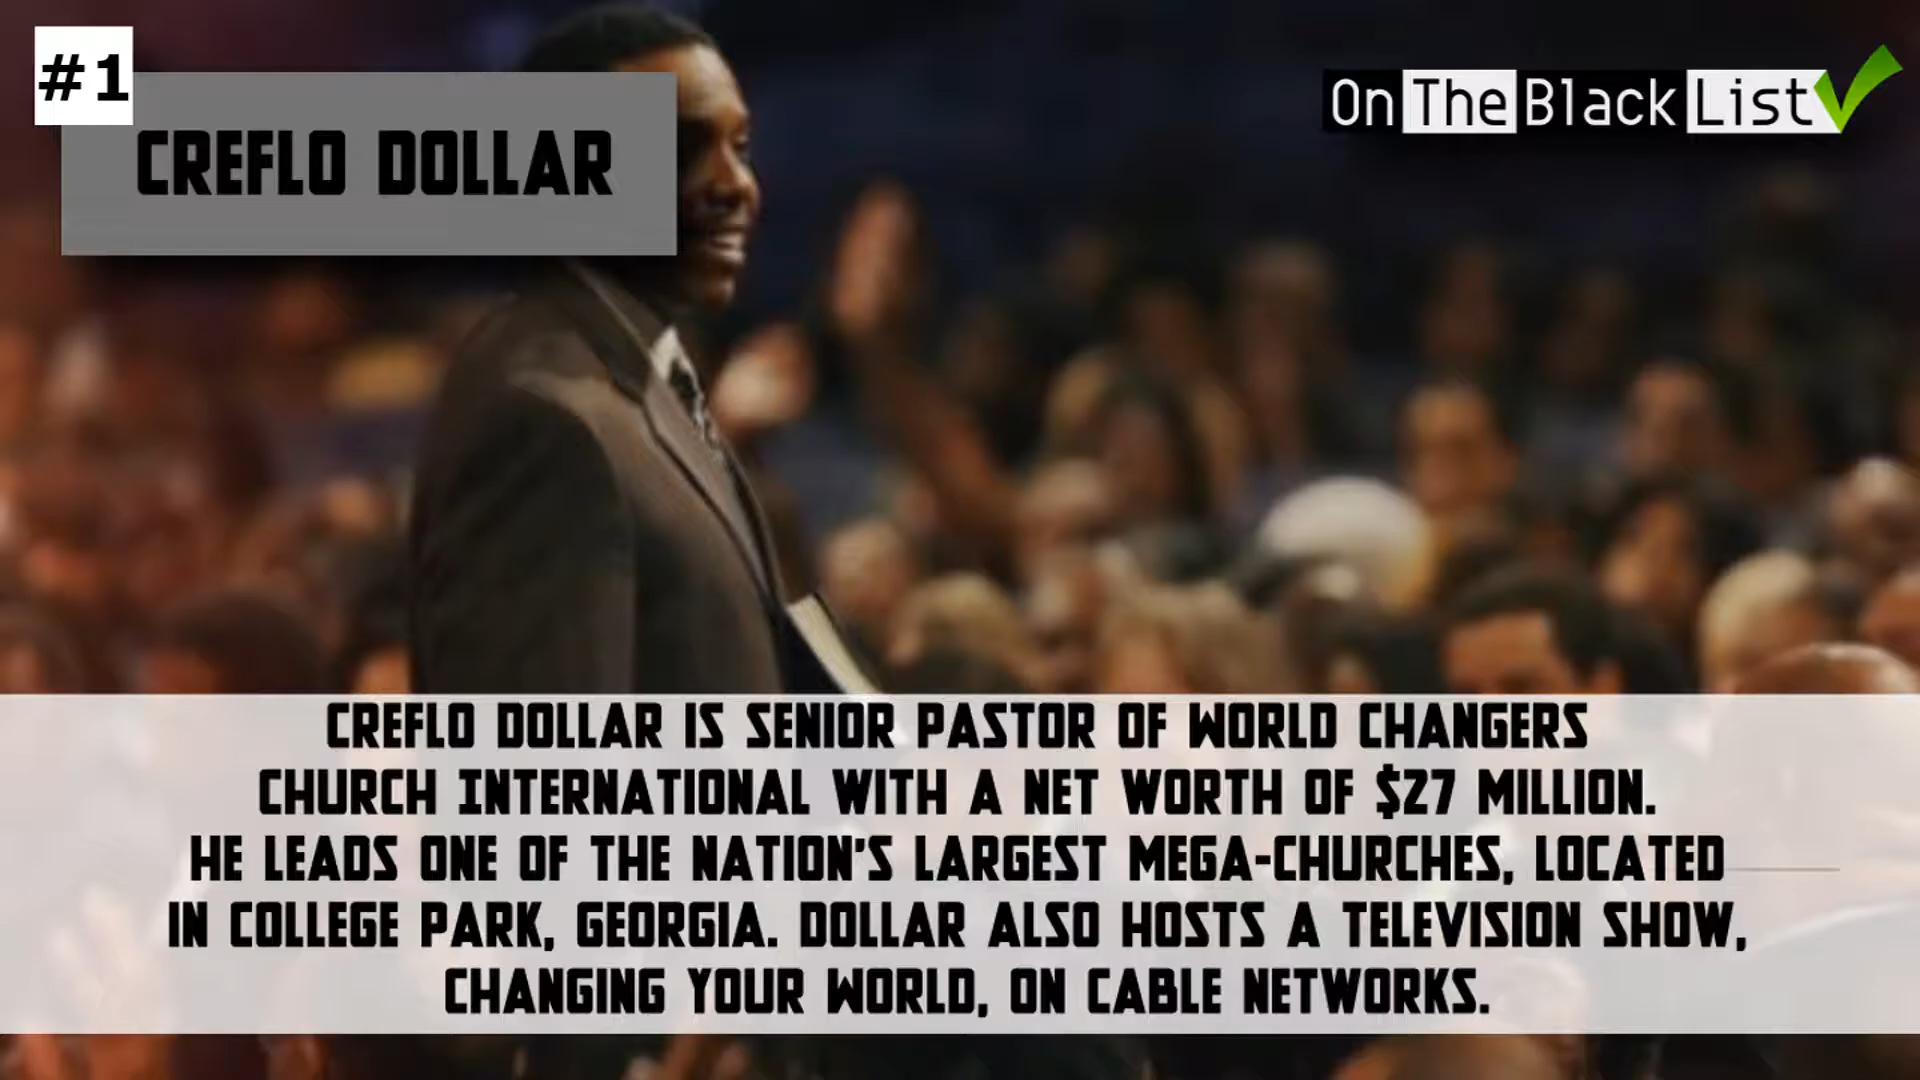 #1
CREFLO DOLLAR
On The Black List
CREFLO DOLLAR IS SENIOR PASTOR OF WORLD CHANGERS
CHURCH INTERNATIONAL WITH A NET WORTH OF $27 MILLION.
HE LEADS ONE OF THE NATION'S LARGEST MEGA-CHURCHES, LOCATED
IN COLLEGE PARK, GEORGIA. DOLLAR ALSO HOSTS A TELEVISION SHOW,
CHANGING YOUR WORLD, ON CABLE NETWORKS.